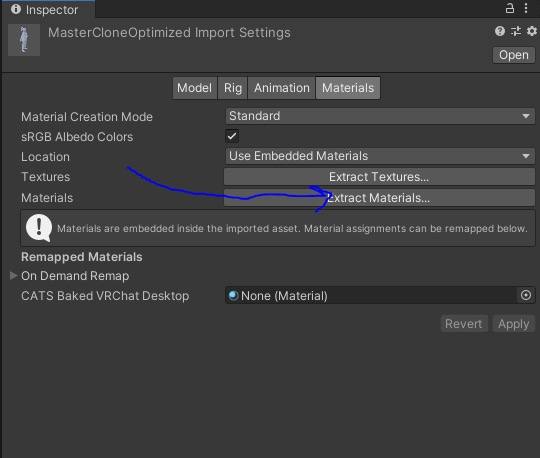 Inspector
MasterCloneOptimized Import Settings
Open
Model Rig Animation Materials
Material Creation Mode Standard
sRGB Albedo Colors
Location Use Embedded Materials
Textures Extract Textures...
Materials Extract Materials...
Materials are embedded inside the imported asset. Material assignments can be remapped below.
Remapped Materials
On Demand Remap
CATS Baked VRChat Desktop None (Material)
Revert Apply